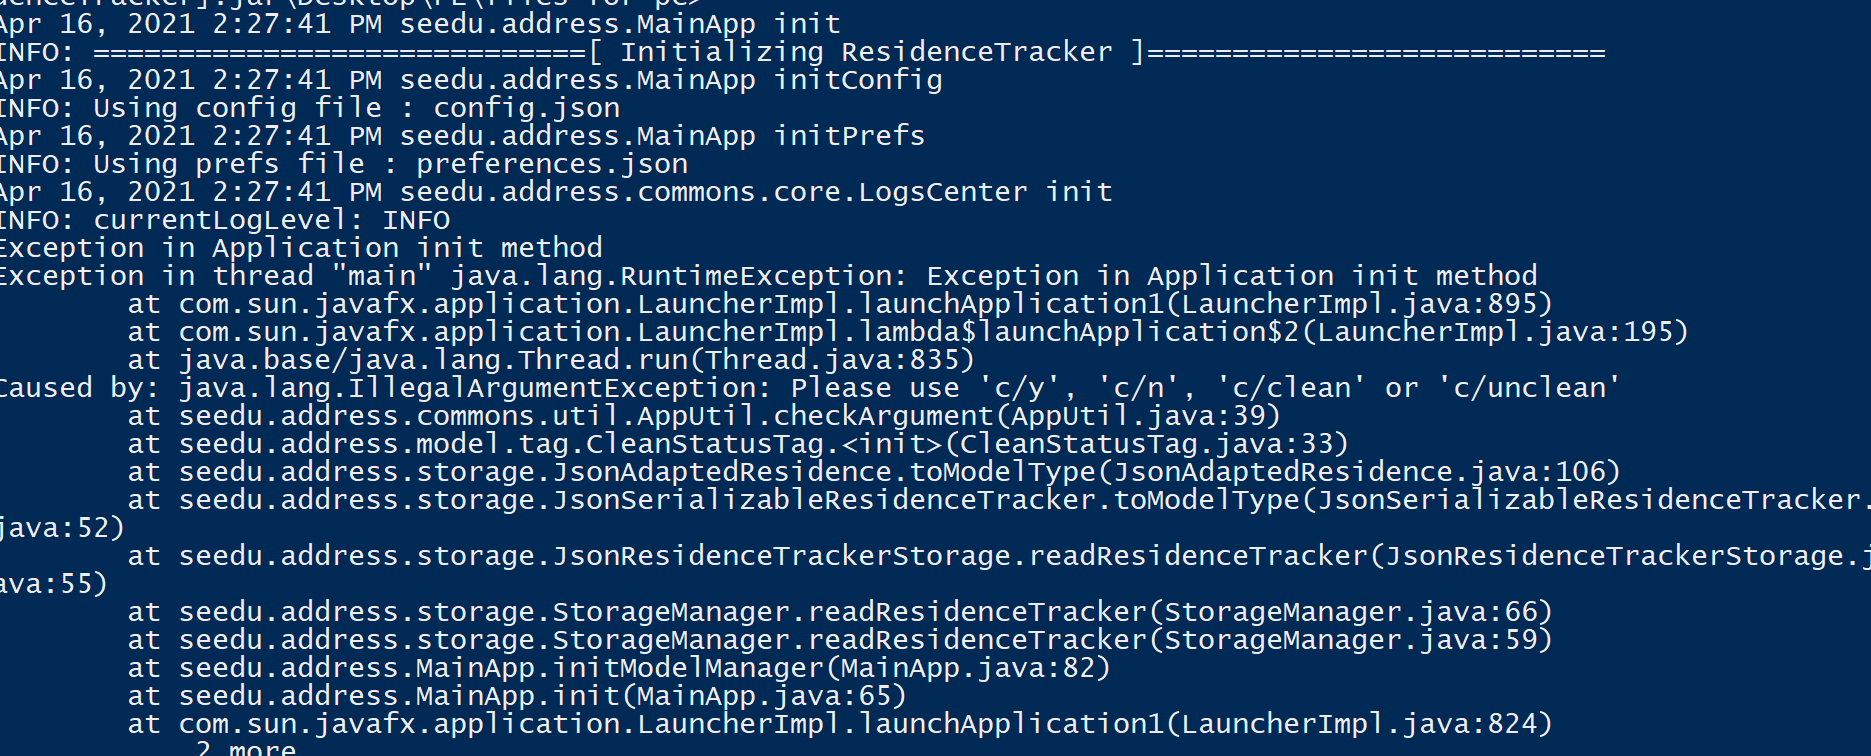 denceTracker].jar\Desktop\PE\Files for pe>
Apr 16, 2021 2:27:41 PM seedu.address.MainApp init
INFO: =============================[ Initializing ResidenceTracker ]===========================
Apr 16, 2021 2:27:41 PM seedu.address.MainApp initConfig
INFO: Using config file : config.json
Apr 16, 2021 2:27:41 PM seedu.address.MainApp initPrefs
INFO: Using prefs file : preferences.json
Apr 16, 2021 2:27:41 PM seedu.address.commons.core.LogsCenter init
INFO: currentLogLevel: INFO
Exception in Application init method
Exception in thread "main" java.lang.RuntimeException: Exception in Application init method
at com.sun.javafx.application.LauncherImpl.launchApplication1(LauncherImpl.java:895)
at com.sun.javafx.application.LauncherImpl.lambda$launchApplication$2(LauncherImpl.java:195)
at java.base/java.lang.Thread.run(Thread.java:835)
Caused by: java.lang.IllegalArgumentException: Please use 'c/y', 'c/n', 'c/clean' or 'c/unclean'
at seedu.address.commons.util.AppUtil.checkArgument(AppUtil.java:39)
at seedu.address.model.tag.CleanStatusTag.<init>(CleanStatusTag.java:33)
at seedu.address.storage.JsonAdaptedResidence.toModelType(JsonAdaptedResidence.java:106)
at seedu.address.storage.JsonSerializableResidenceTracker.toModelType(JsonSerializableResidenceTracker.
java:52)
at seedu.address.storage.JsonResidenceTrackerStorage.readResidenceTracker(JsonResidenceTrackerStorage.j
ava:55)
at seedu.address.storage.StorageManager.readResidenceTracker(StorageManager.java:66)
at seedu.address.storage.StorageManager.readResidenceTracker(StorageManager.java:59)
at seedu.address.MainApp.initModelManager(MainApp.java:82)
at seedu.address.MainApp.init(MainApp.java:65)
at com.sun.javafx.application.LauncherImpl.launchApplication1(LauncherImpl.java:824)
2 more